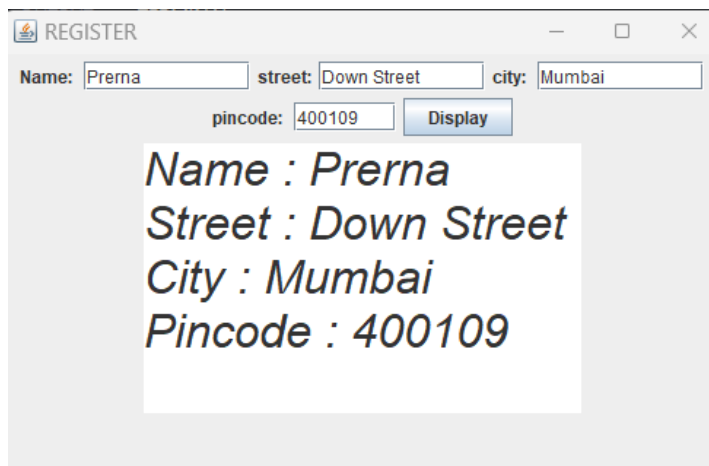 REGISTER
Name: Prerna street: Down Street city: Mumbai
pincode: 400109 Display
Name : Prerna
Street : Down Street
City : Mumbai
Pincode : 400109